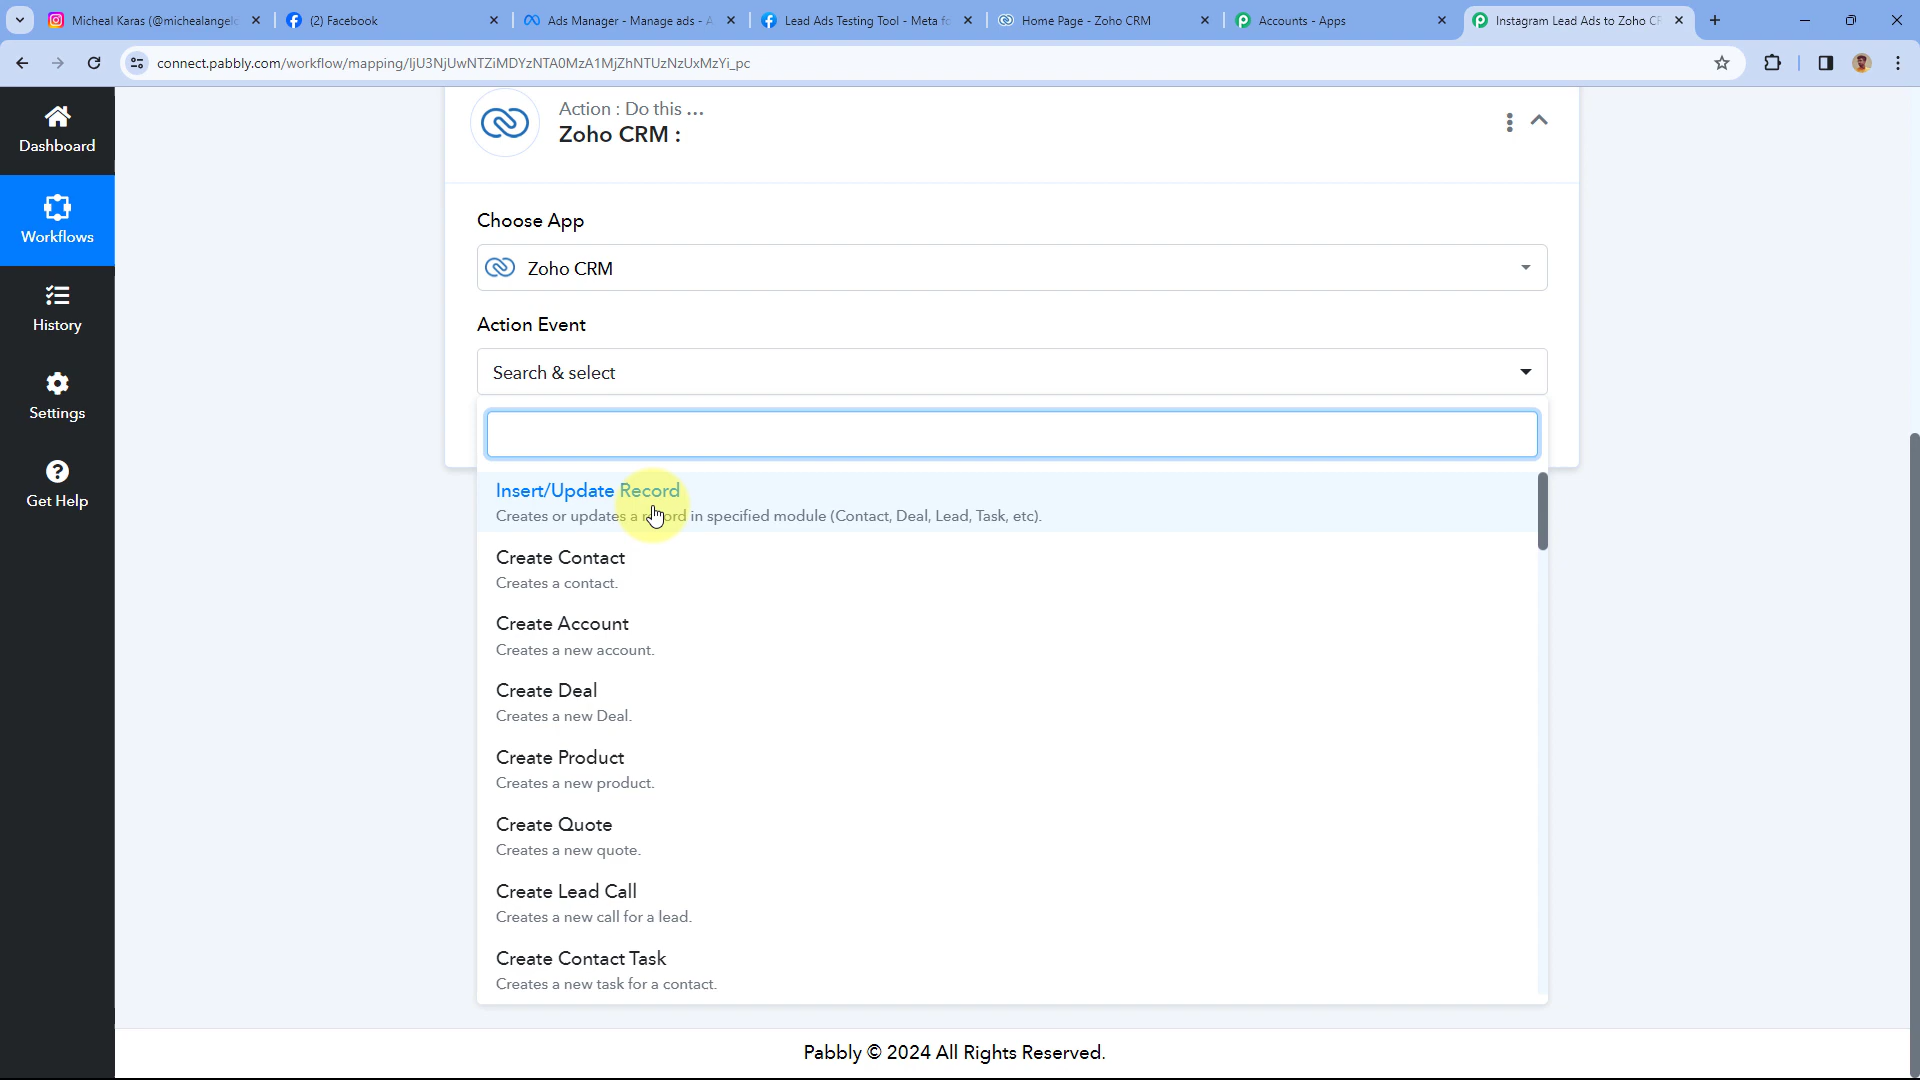 Micheal Karas (@michealangelo
(2) Facebook
Ads Manager - Manage ads - A
Lead Ads Testing Tool - Meta fo
Home Page - Zoho CRM
Accounts - Apps
Instagram Lead Ads to Zoho CR
connect.pabbly.com/workflow/mapping/IjU3NjUwNTZiMDYzNTA0MzA1MjZhNTUzNzUxMzYi_pc
Dashboard
Workflows
History
Settings
Get Help
Action : Do this ...
Zoho CRM :
Choose App
Zoho CRM
Action Event
Search & select
Insert/Update Record
Creates or updates a record in specified module (Contact, Deal, Lead, Task, etc).
Create Contact
Creates a contact.
Create Account
Creates a new account.
Create Deal
Creates a new Deal.
Create Product
Creates a new product.
Create Quote
Creates a new quote.
Create Lead Call
Creates a new call for a lead.
Create Contact Task
Creates a new task for a contact.
Pabbly © 2024 All Rights Reserved.